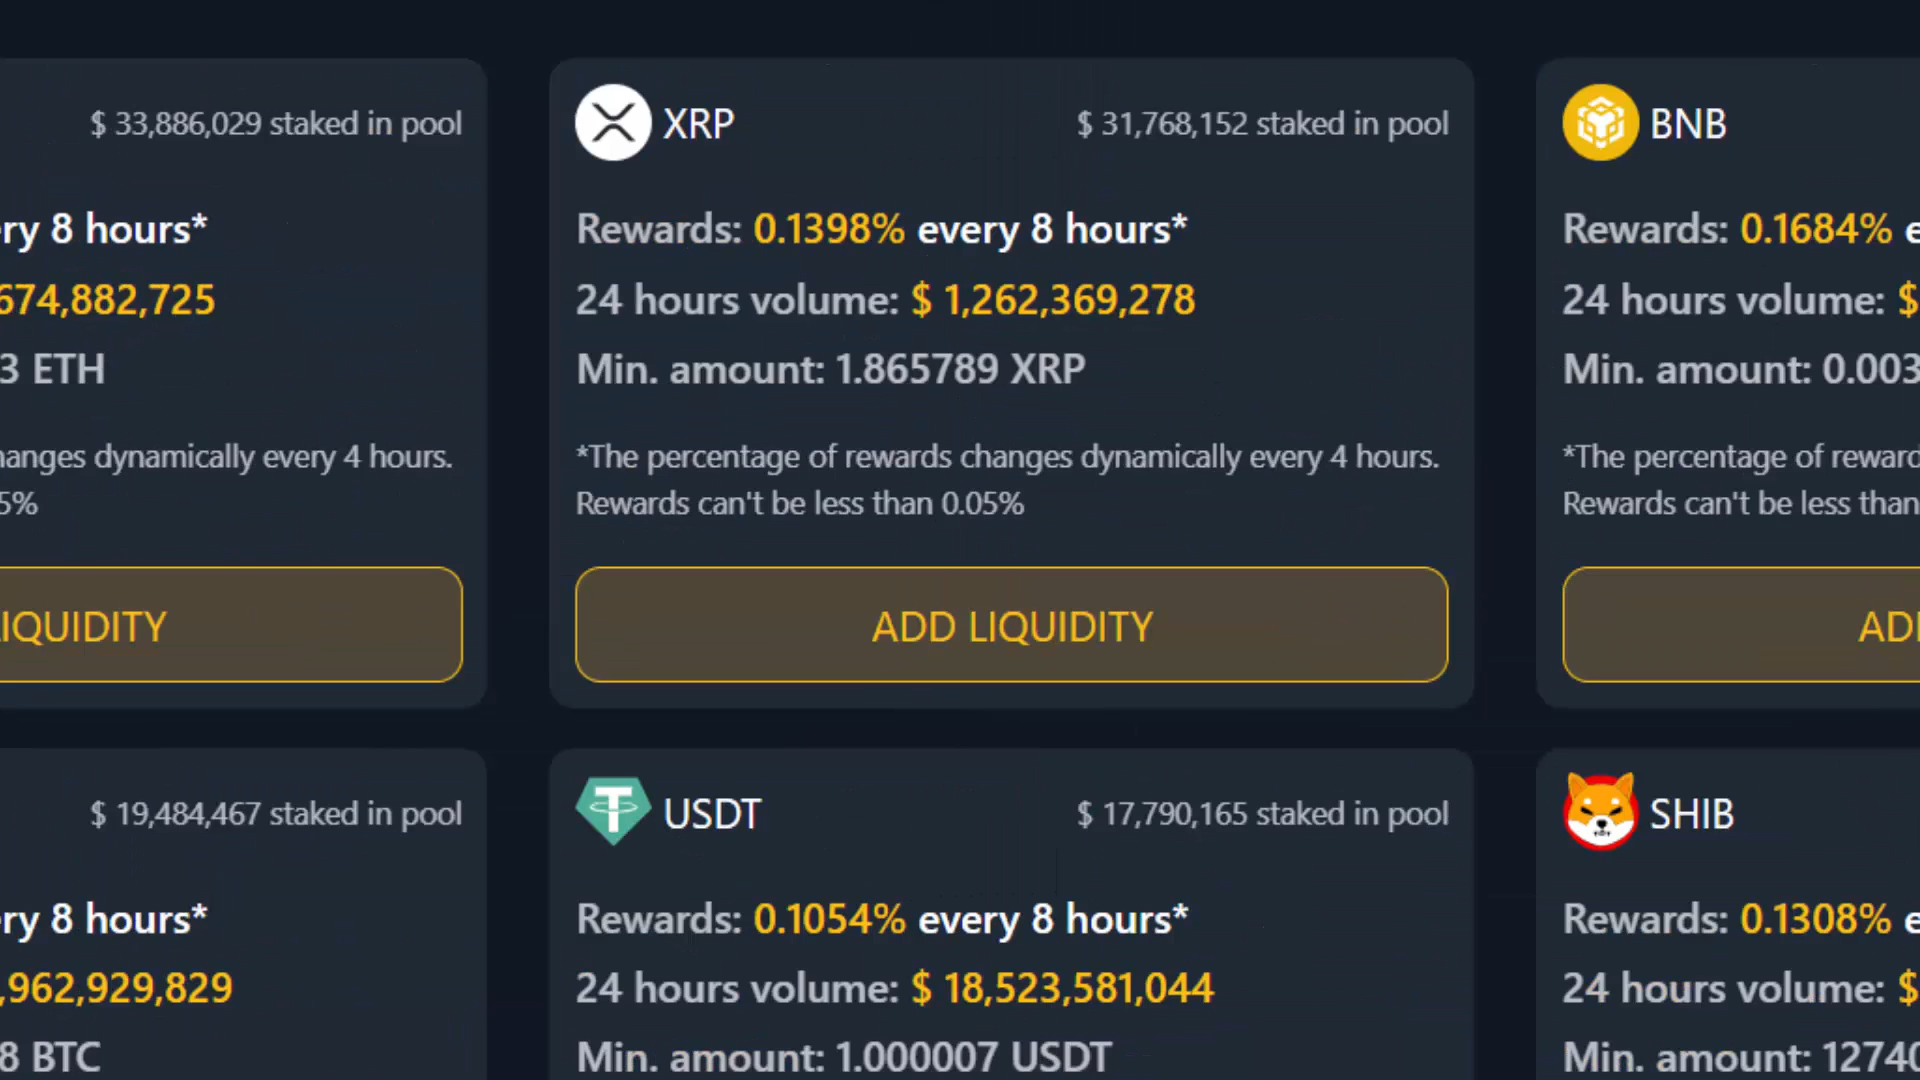 $ 33,886,029 staked in pool
ry 8 hours*
674,882,725
3 ETH
anges dynamically every 4 hours.
5%
IQUIDITY
XRP
$ 31,768,152 staked in pool
Rewards: 0.1398% every 8 hours*
24 hours volume: $ 1,262,369,278
Min. amount: 1.865789 XRP
*The percentage of rewards changes dynamically every 4 hours.
Rewards can't be less than 0.05%
ADD LIQUIDITY
BNB
Rewards: 0.1684% e
24 hours volume: $
Min. amount: 0.003
*The percentage of reward
Rewards can't be less than
ADD
$ 19,484,467 staked in pool
ry 8 hours*
,962,929,829
8 BTC
USDT
$ 17,790,165 staked in pool
Rewards: 0.1054% every 8 hours*
24 hours volume: $ 18,523,581,044
Min. amount: 1.000007 USDT
SHIB
Rewards: 0.1308% e
24 hours volume: $
Min. amount: 12740